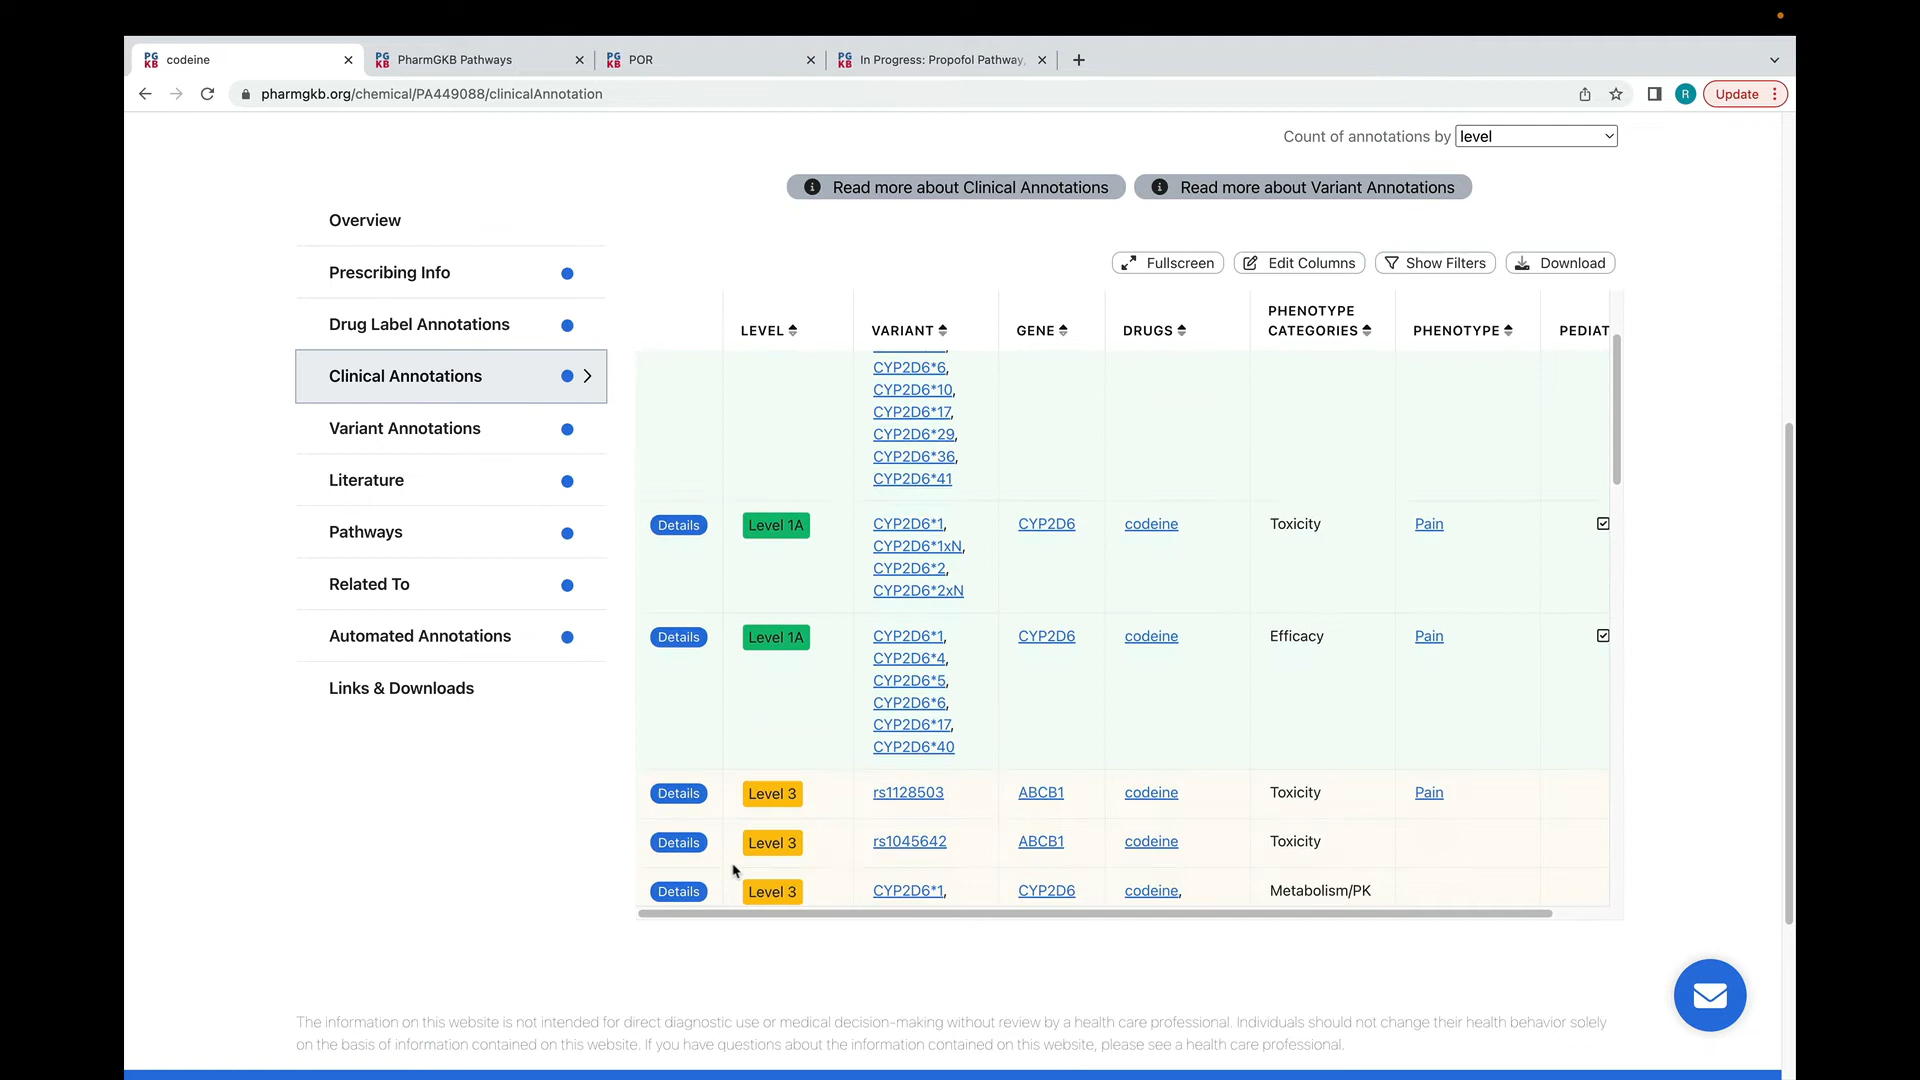 PG KB codeine
PG KB PharmGKB Pathways
PG KB POR
PG KB In Progress: Propofol Pathway,
pharmgkb.org/chemical/PA449088/clinicalAnnotation
R
Update
Count of annotations by level
Read more about Clinical Annotations
Read more about Variant Annotations
Overview
Prescribing Info
Drug Label Annotations
Clinical Annotations
Variant Annotations
Literature
Pathways
Related To
Automated Annotations
Links & Downloads
Fullscreen
Edit Columns
Show Filters
Download
LEVEL VARIANT GENE DRUGS PHENOTYPE CATEGORIES PHENOTYPE PEDIAT
CYP2D6*6,
CYP2D6*10,
CYP2D6*17,
CYP2D6*29,
CYP2D6*36,
CYP2D6*41
Details Level 1A CYP2D6*1, CYP2D6 codeine Toxicity Pain
CYP2D6*1xN,
CYP2D6*2,
CYP2D6*2xN
Details Level 1A CYP2D6*1, CYP2D6 codeine Efficacy Pain
CYP2D6*4,
CYP2D6*5,
CYP2D6*6,
CYP2D6*17,
CYP2D6*40
Details Level 3 rs1128503 ABCB1 codeine Toxicity Pain
Details Level 3 rs1045642 ABCB1 codeine Toxicity
Details Level 3 CYP2D6*1, CYP2D6 codeine, Metabolism/PK
The information on this website is not intended for direct diagnostic use or medical decision-making without review by a health care professional. Individuals should not change their health behavior solely
on the basis of information contained on this website. If you have questions about the information contained on this website, please see a health care professional.